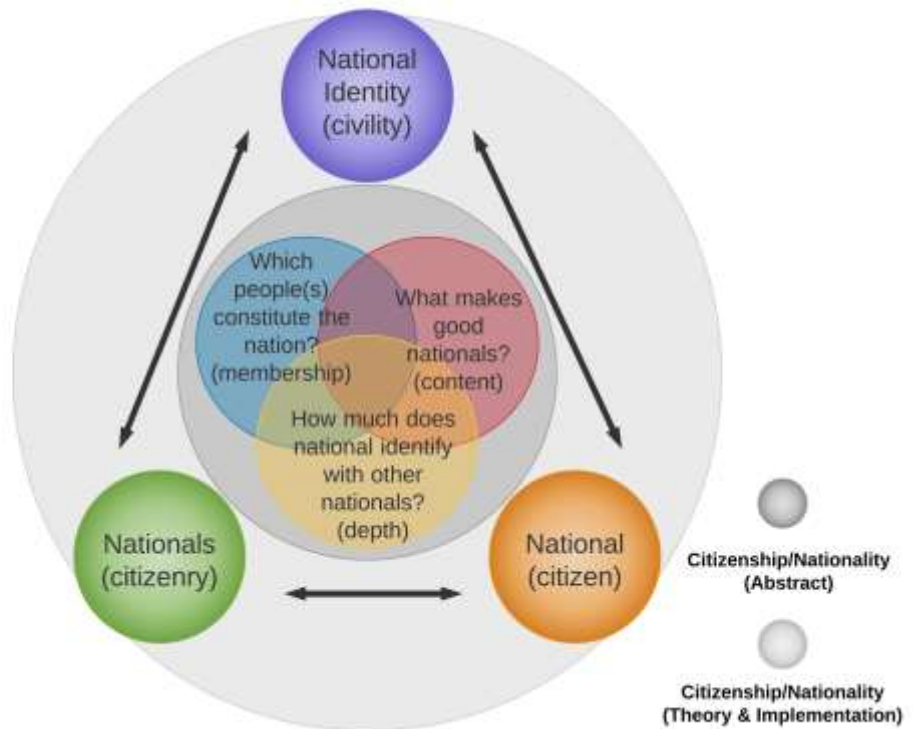 National
Identity
(civility)
Which
people(s)
constitute the
nation?
(membership)
What makes
good
nationals?
(content)
How much does
national identify
with other
nationals?
(depth)
Nationals
(citizenry)
National
(citizen)
Citizenship/Nationality
(Abstract)
Citizenship/Nationality
(Theory & Implementation)